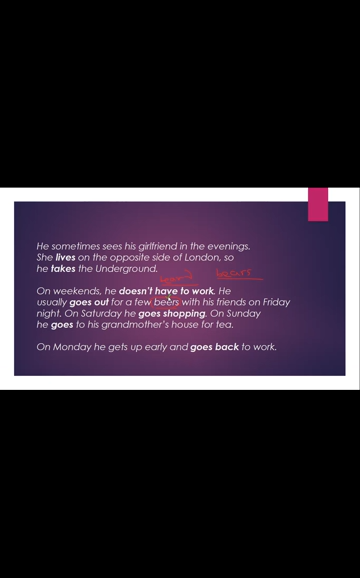 He sometimes sees his girlfriend in the evenings.
She lives on the opposite side of London, so
he takes the Underground.
bears
On weekends, he doesn't have to work. He
usually goes out for a few beers with his friends on Friday
night. On Saturday he goes shopping. On Sunday
he goes to his grandmother's house for tea.
On Monday he gets up early and goes back to work.